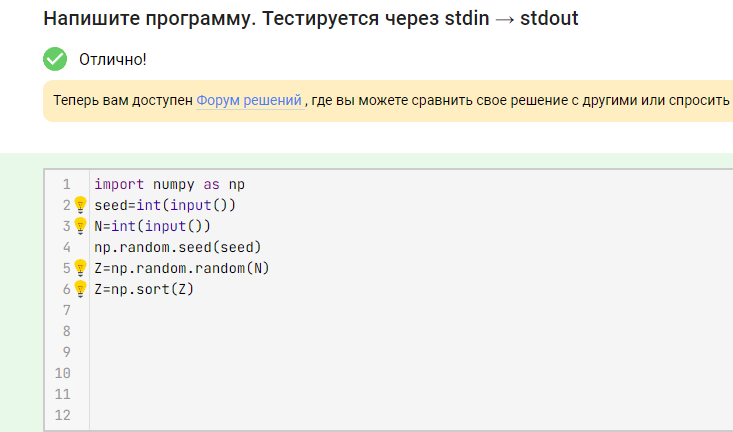 Напишите программу. Тестируется через stdin → stdout
Отлично!
Теперь вам доступен Форум решений , где вы можете сравнить свое решение с другими или спросить
1 import numpy as np
2 seed=int(input())
3 N=int(input())
4 np.random.seed(seed)
5 Z=np.random.random(N)
6 Z=np.sort(Z)
7
8
9
10
11
12